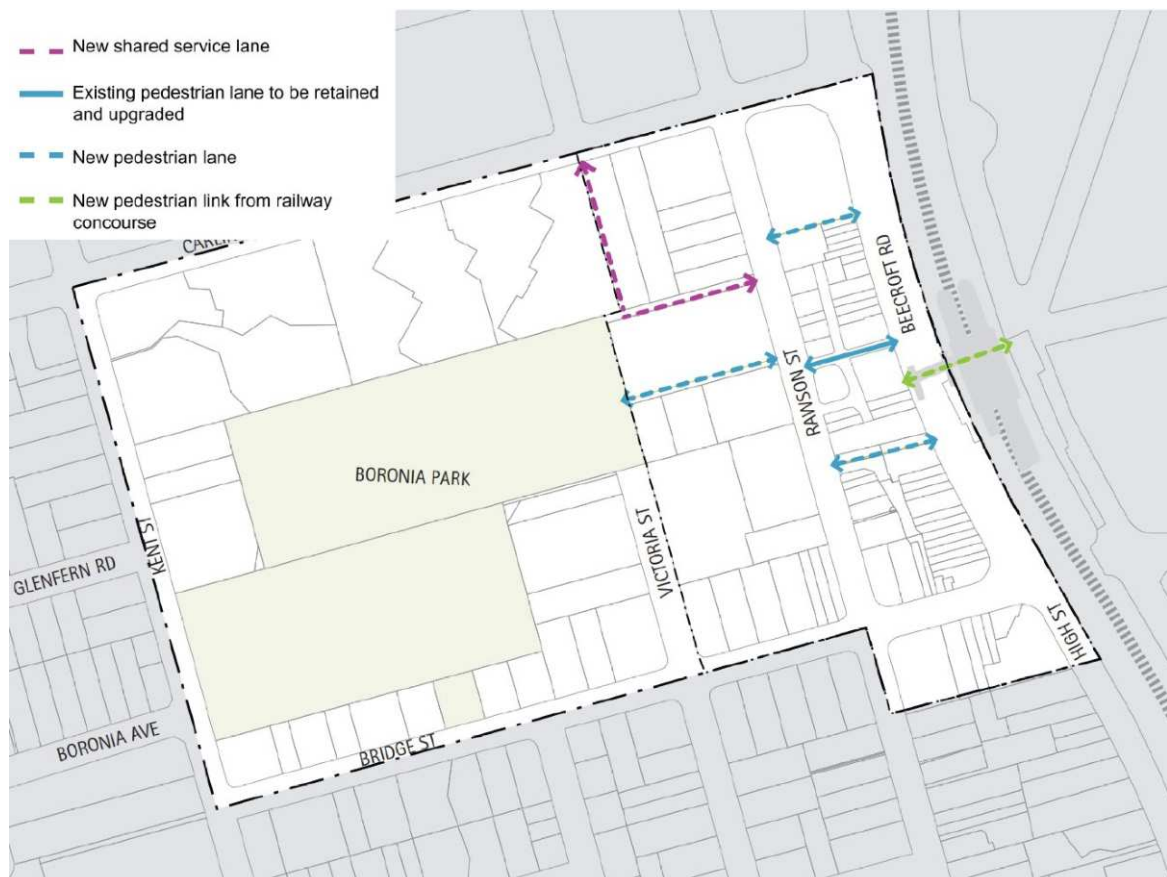 New shared service lane
Existing pedestrian lane to be retained
and upgraded
New pedestrian lane
New pedestrian link from railway
concourse
BEECROFT RD
RAWSON ST
BORONIA PARK
KENT ST
GLENFERN RD
VICTORIA ST
HIGH ST
BORONIA AVE
BRIDGE ST